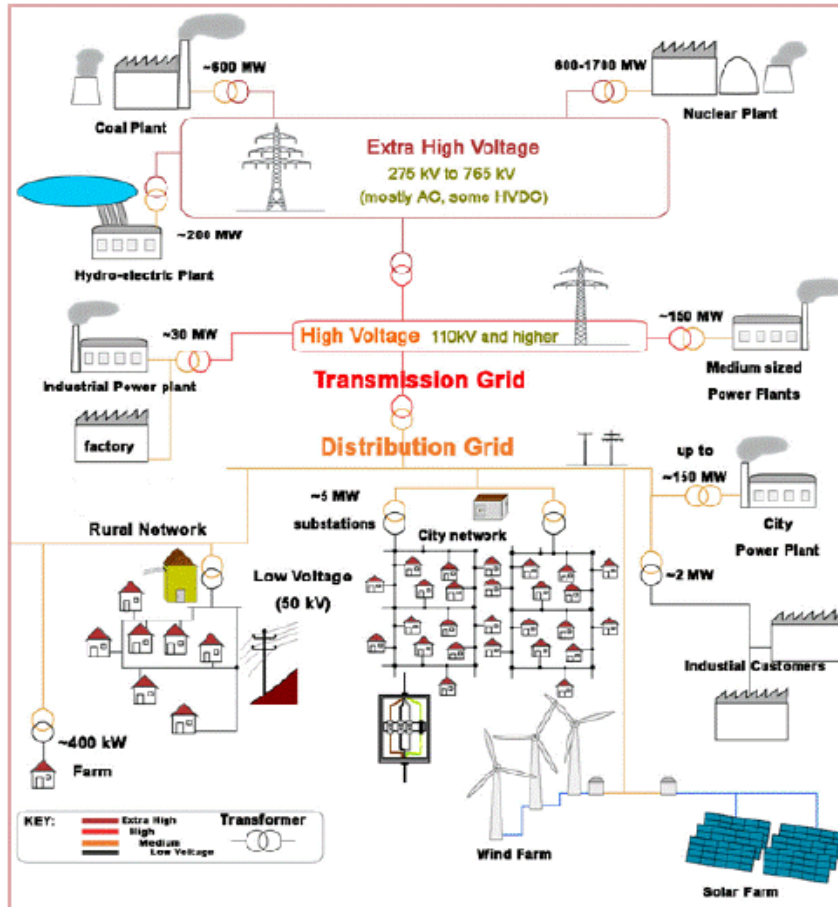 ~600 MW
Coal Plant
600-1700 MW
Nuclear Plant
Extra High Voltage
275 kV to 765 kV
(mostly AC, some HVDC)
~200 MW
Hydro-electric Plant
~30 MW
Industrial Power plant
factory
High Voltage 110kV and higher
~150 MW
Medium sized
Power Plants
Transmission Grid
Distribution Grid
up to
~150 MW
City
Power Plant
Rural Network
~5 MW
substations
City network
Low Voltage
(50 kV)
~2 MW
Industial Customers
~400 kW
Farm
Wind Farm
Solar Farm
KEY:
Extra High
High
Medium
Low Voltage
Transformer